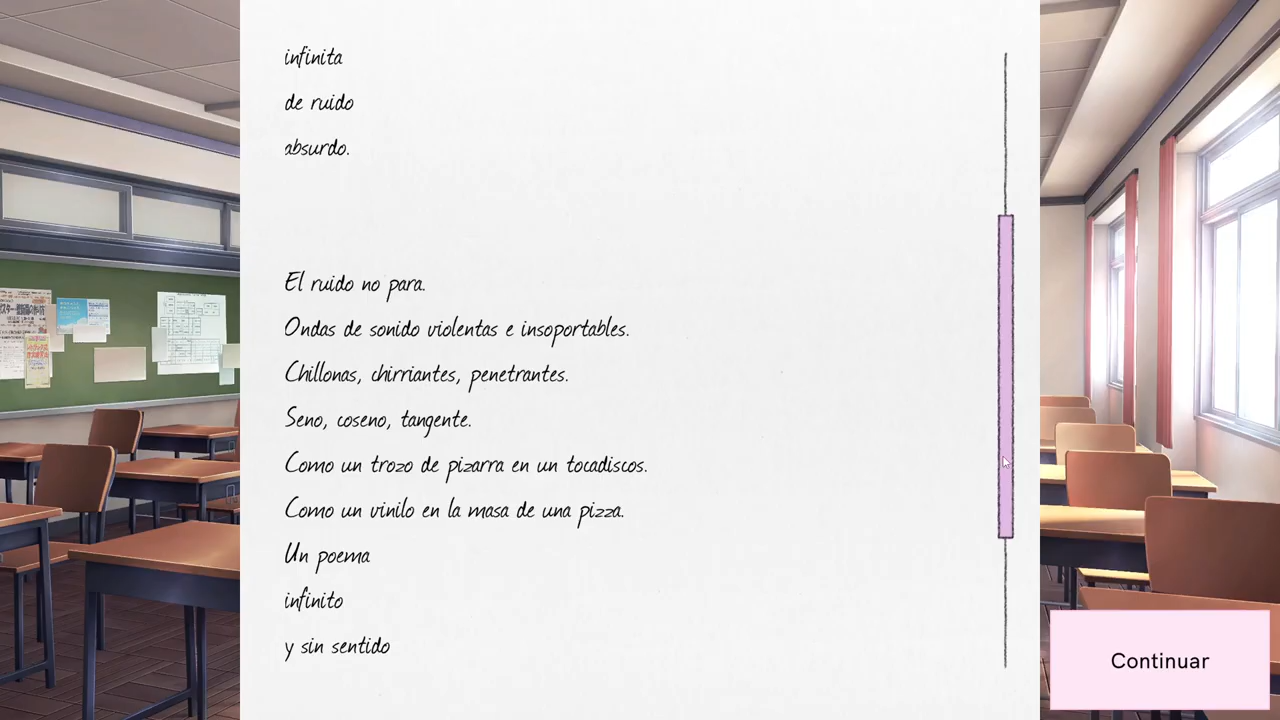 infinita
de ruido
absurdo.
El ruido no para.
Ondas de sonido violentas e insoportables.
Chillonas, chirriantes, penetrantes.
Seno, coseno, tangente.
Como un trozo de pizarra en un tocadiscos.
Como un vinilo en la masa de una pizza.
Un poema
infinito
y sin sentido
Continuar